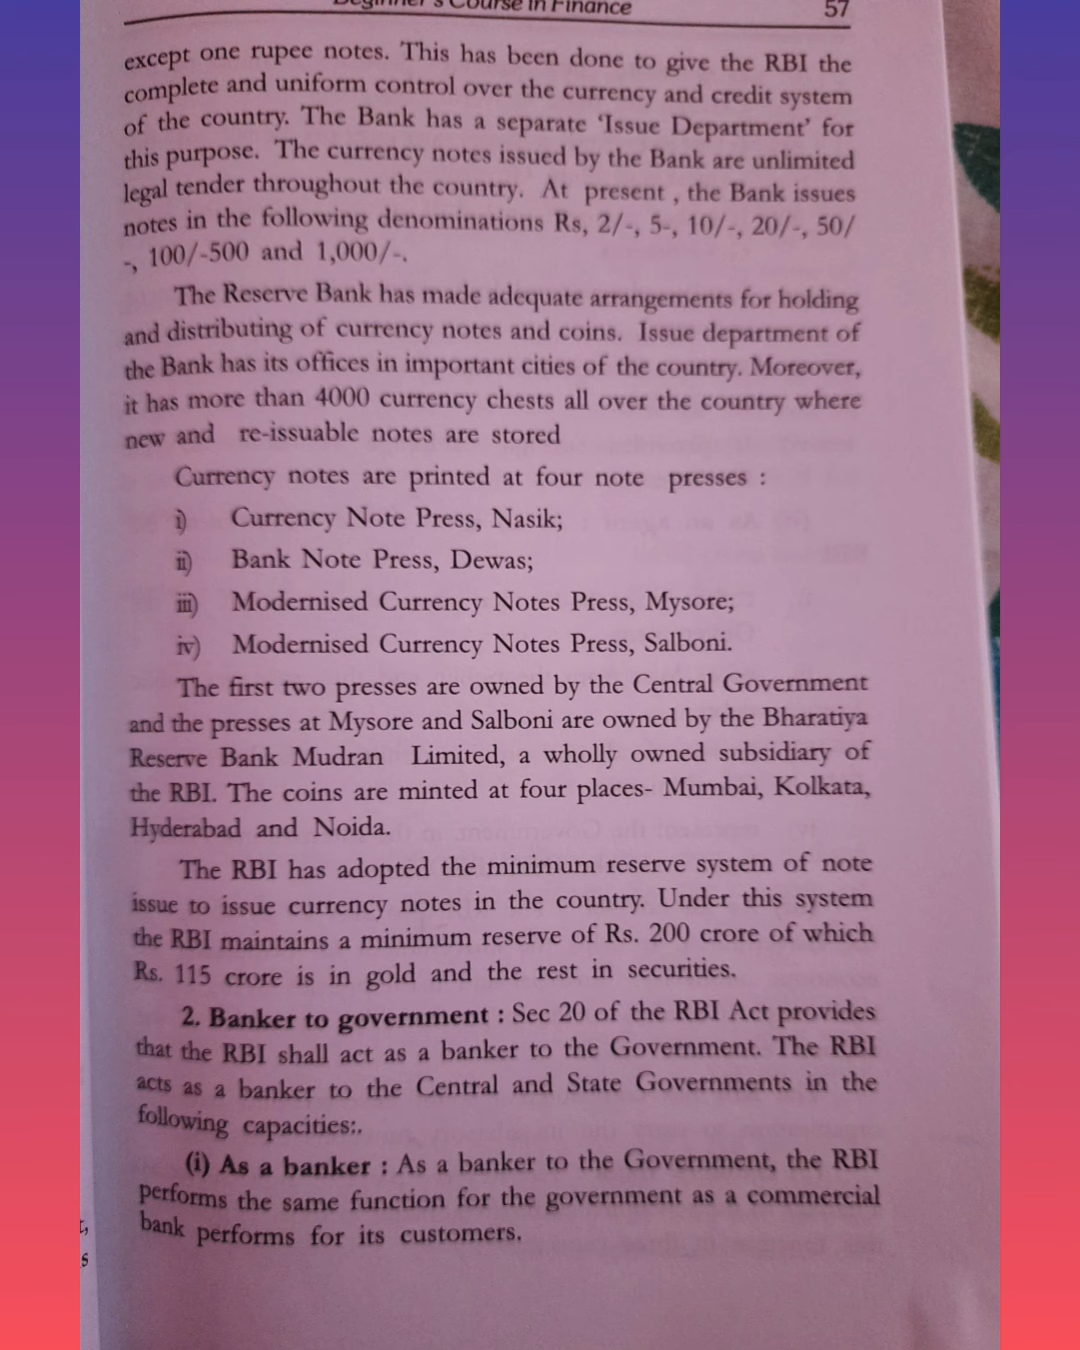 Beginner's Course in Finance 57
except one rupee notes. This has been done to give the RBI the
complete and uniform control over the currency and credit system
of the country. The Bank has a separate ‘Issue Department’ for
this purpose. The currency notes issued by the Bank are unlimited
legal tender throughout the country. At present , the Bank issues
notes in the following denominations Rs, 2/-, 5-, 10/-, 20/-, 50/
-, 100/-500 and 1,000/-.
The Reserve Bank has made adequate arrangements for holding
and distributing of currency notes and coins. Issue department of
the Bank has its offices in important cities of the country. Moreover,
it has more than 4000 currency chests all over the country where
new and re-issuable notes are stored
Currency notes are printed at four note presses :
i) Currency Note Press, Nasik;
ii) Bank Note Press, Dewas;
iii) Modernised Currency Notes Press, Mysore;
iv) Modernised Currency Notes Press, Salboni.
The first two presses are owned by the Central Government
and the presses at Mysore and Salboni are owned by the Bharatiya
Reserve Bank Mudran Limited, a wholly owned subsidiary of
the RBI. The coins are minted at four places- Mumbai, Kolkata,
Hyderabad and Noida.
The RBI has adopted the minimum reserve system of note
issue to issue currency notes in the country. Under this system
the RBI maintains a minimum reserve of Rs. 200 crore of which
Rs. 115 crore is in gold and the rest in securities.
2. Banker to government : Sec 20 of the RBI Act provides
that the RBI shall act as a banker to the Government. The RBI
acts as a banker to the Central and State Governments in the
following capacities:.
(i) As a banker : As a banker to the Government, the RBI
performs the same function for the government as a commercial
bank performs for its customers.